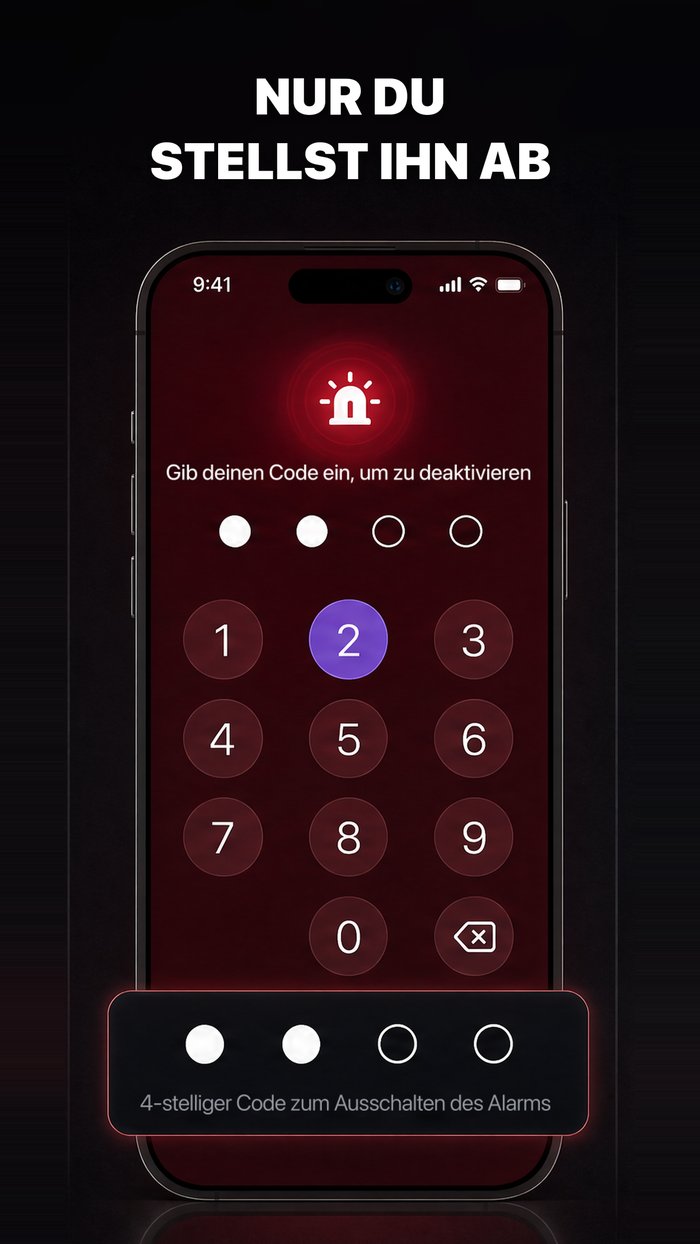 NUR DU
STELLST IHN AB
9:41
Gib deinen Code ein, um zu deaktivieren
1 2 3
4 5 6
7 8 9
0
4-stelliger Code zum Ausschalten des Alarms